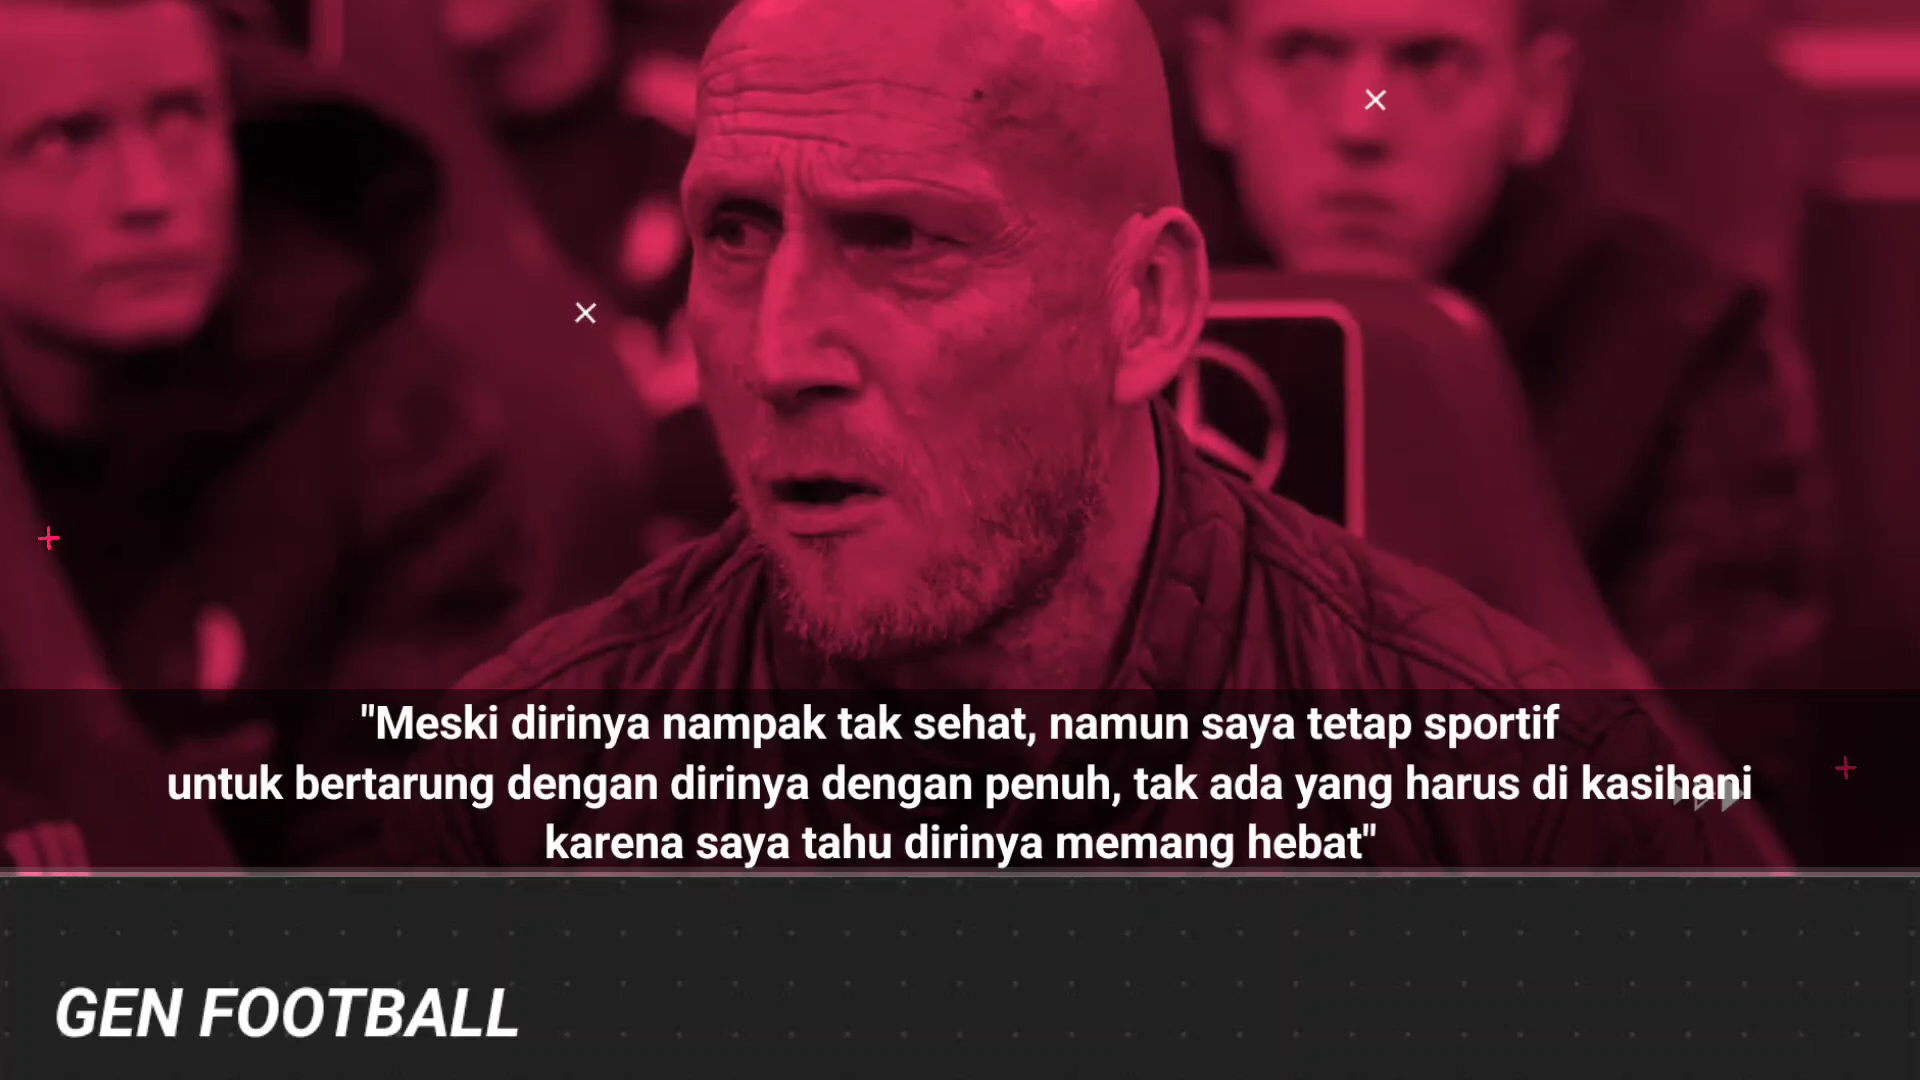 "Meski dirinya nampak tak sehat, namun saya tetap sportif
untuk bertarung dengan dirinya dengan penuh, tak ada yang harus di kasihani
karena saya tahu dirinya memang hebat"
GEN FOOTBALL